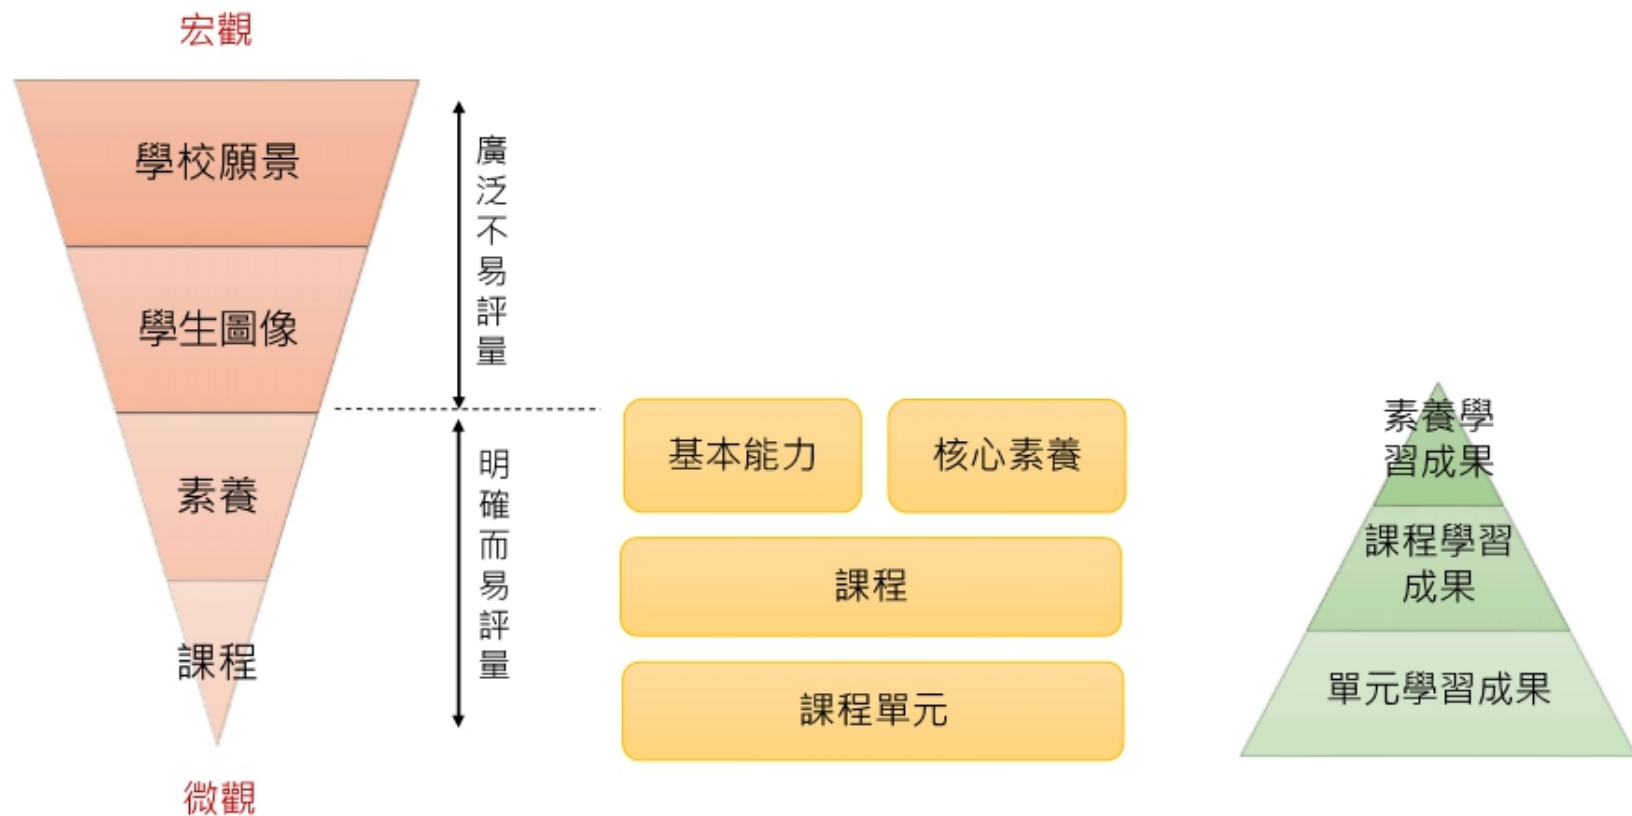 宏觀
學校願景
學生圖像
素養
課程
微觀
廣泛不易評量
明確而易評量
基本能力
核心素養
課程
課程單元
素養學
習成果
課程學習
成果
單元學習成果